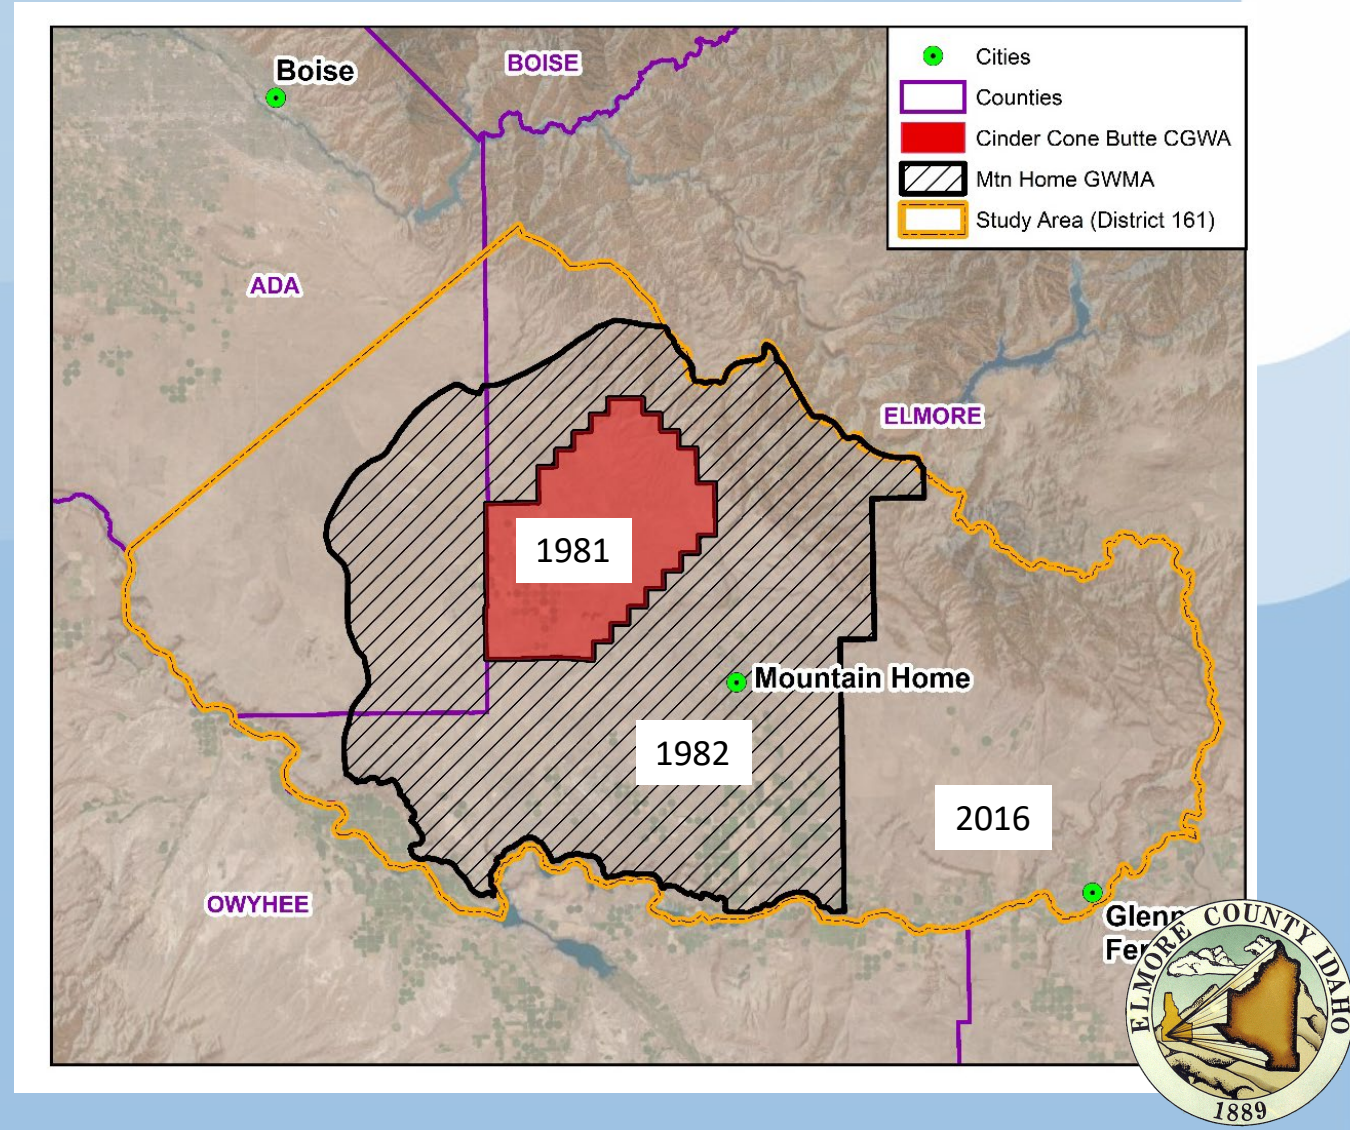 Boise
BOISE
Cities
Counties
Cinder Cone Butte CGWA
Mtn Home GWMA
Study Area (District 161)
ADA
ELMORE
1981
Mountain Home
1982
2016
OWYHEE
ELMORE COUNTY IDAHO
1889